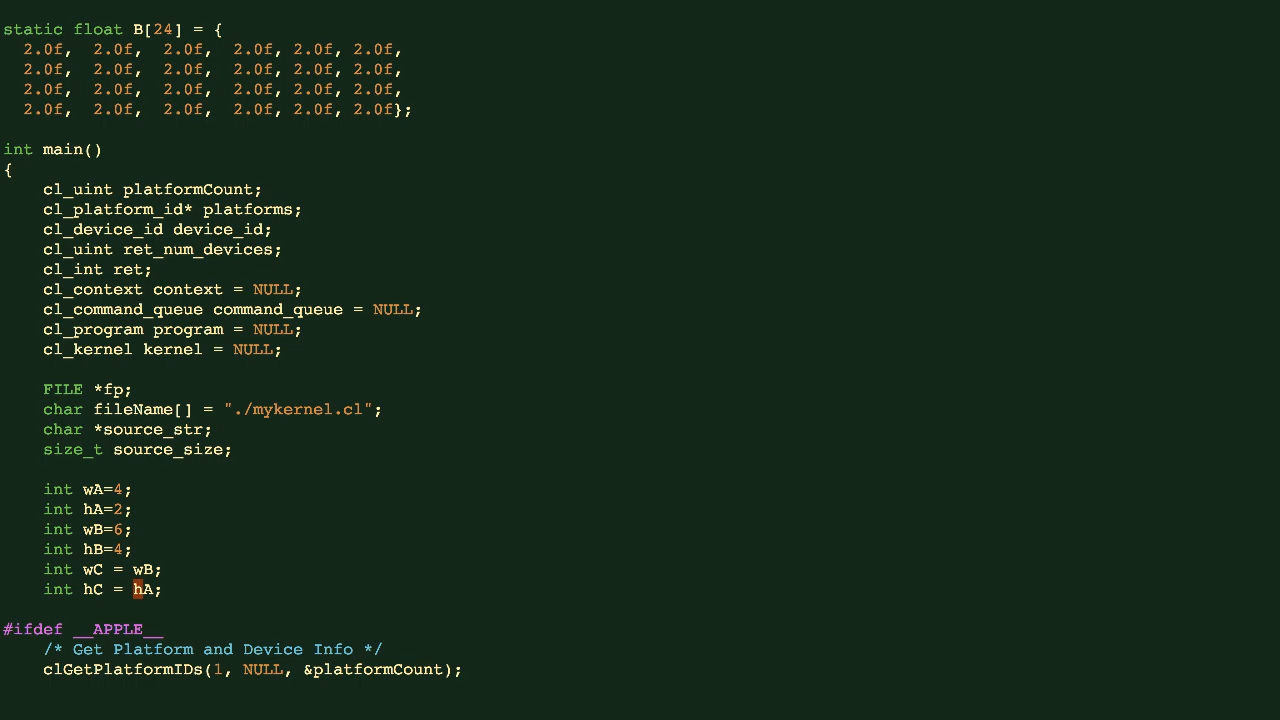 static float B[24] = {
  2.0f,  2.0f,  2.0f,  2.0f, 2.0f, 2.0f,
  2.0f,  2.0f,  2.0f,  2.0f, 2.0f, 2.0f,
  2.0f,  2.0f,  2.0f,  2.0f, 2.0f, 2.0f,
  2.0f,  2.0f,  2.0f,  2.0f, 2.0f, 2.0f};
int main()
{
    cl_uint platformCount;
    cl_platform_id* platforms;
    cl_device_id device_id;
    cl_uint ret_num_devices;
    cl_int ret;
    cl_context context = NULL;
    cl_command_queue command_queue = NULL;
    cl_program program = NULL;
    cl_kernel kernel = NULL;
    FILE *fp;
    char fileName[] = "./mykernel.cl";
    char *source_str;
    size_t source_size;
    int wA=4;
    int hA=2;
    int wB=6;
    int hB=4;
    int wC = wB;
    int hC = hA;
#ifdef __APPLE__
    /* Get Platform and Device Info */
    clGetPlatformIDs(1, NULL, &platformCount);